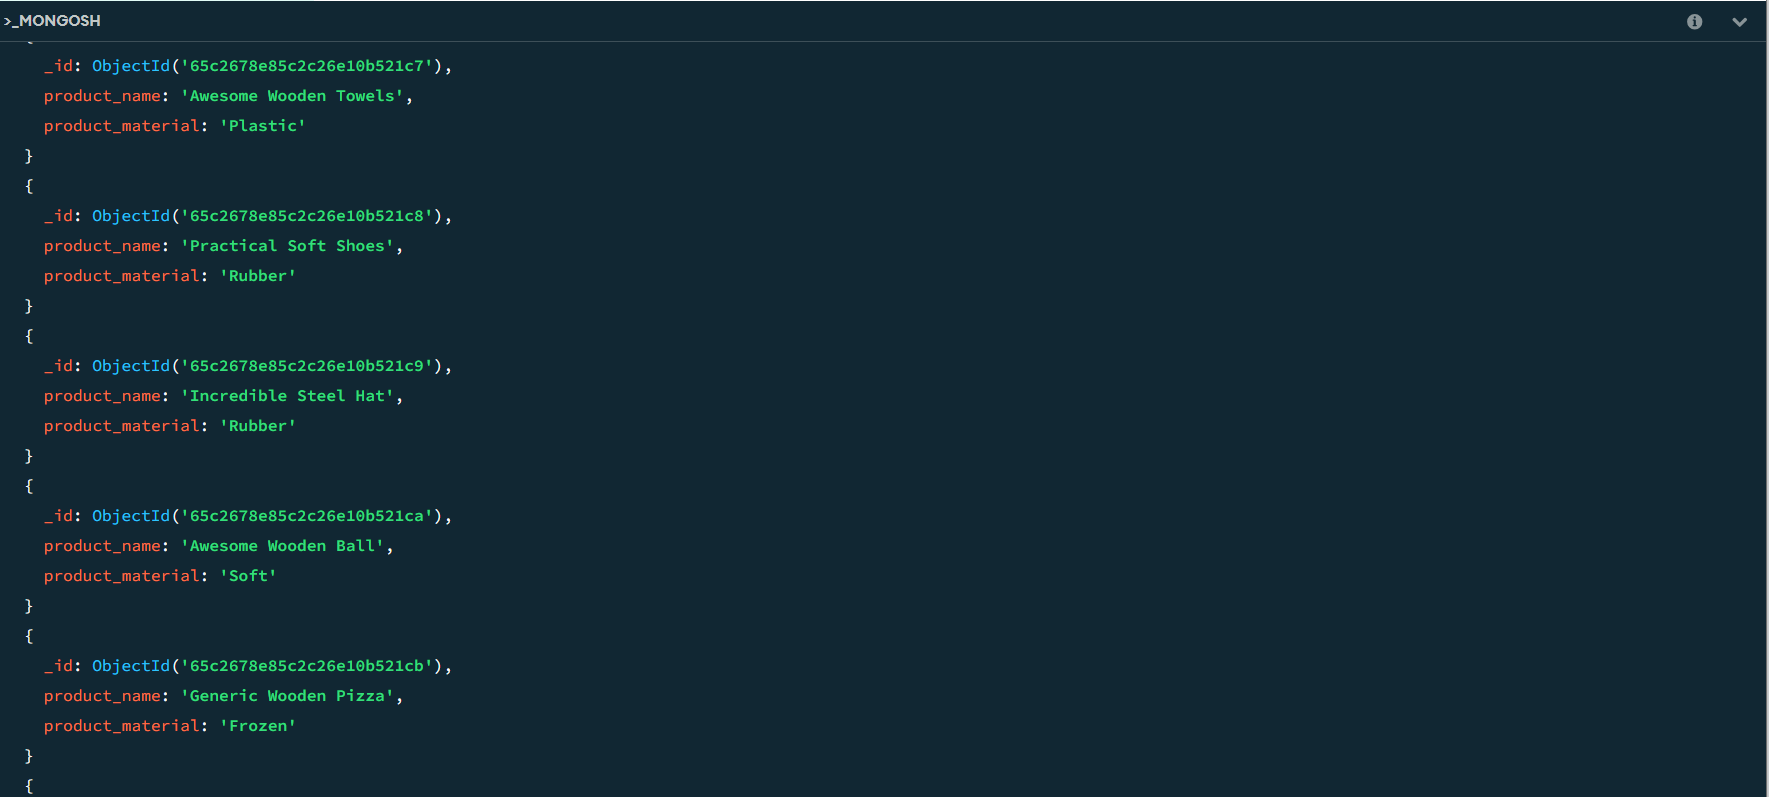 >_MONGOSH
{
_id: ObjectId('65c2678e85c2c26e10b521c7'),
product_name: 'Awesome Wooden Towels',
product_material: 'Plastic'
}
{
_id: ObjectId('65c2678e85c2c26e10b521c8'),
product_name: 'Practical Soft Shoes',
product_material: 'Rubber'
}
{
_id: ObjectId('65c2678e85c2c26e10b521c9'),
product_name: 'Incredible Steel Hat',
product_material: 'Rubber'
}
{
_id: ObjectId('65c2678e85c2c26e10b521ca'),
product_name: 'Awesome Wooden Ball',
product_material: 'Soft'
}
{
_id: ObjectId('65c2678e85c2c26e10b521cb'),
product_name: 'Generic Wooden Pizza',
product_material: 'Frozen'
}
{